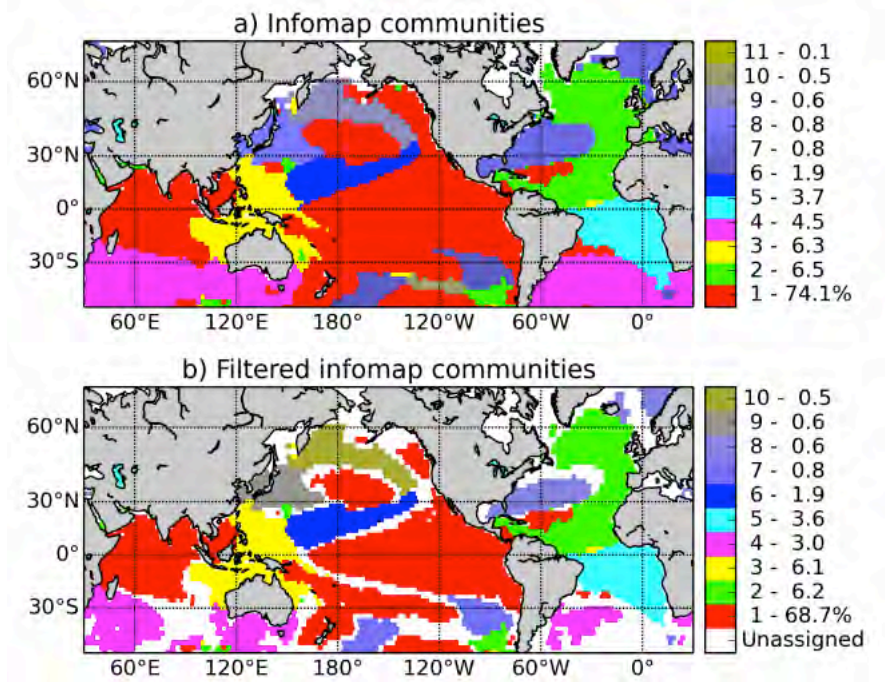 a) Infomap communities
60°N
30°N
0°
30°S
60°E
120°E
180°
120°W
60°W
0°
11 - 0.1
10 - 0.5
9 - 0.6
8 - 0.8
7 - 0.8
6 - 1.9
5 - 3.7
4 - 4.5
3 - 6.3
2 - 6.5
1 - 74.1%
b) Filtered infomap communities
60°N
30°N
0°
30°S
60°E
120°E
180°
120°W
60°W
0°
10 - 0.5
9 - 0.6
8 - 0.6
7 - 0.8
6 - 1.9
5 - 3.6
4 - 3.0
3 - 6.1
2 - 6.2
1 - 68.7%
Unassigned